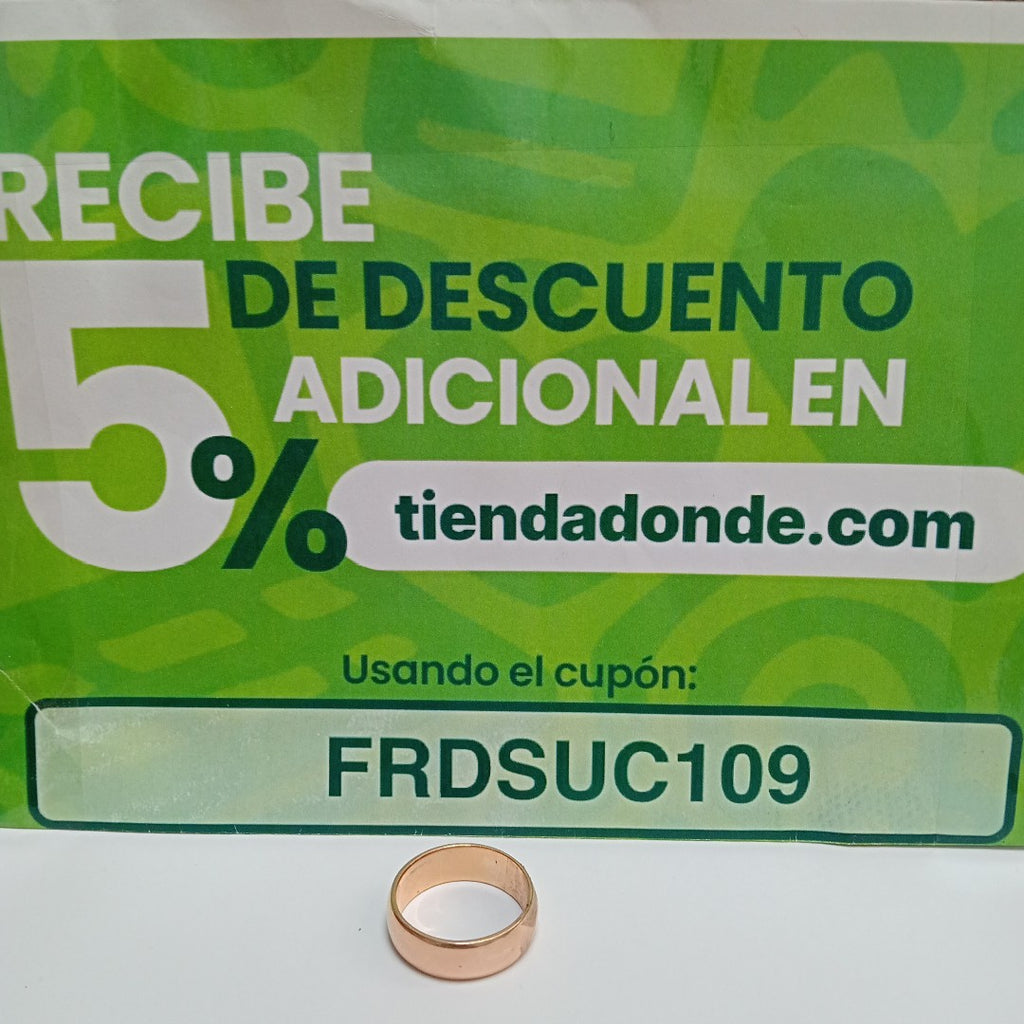 RECIBE
5% DE DESCUENTO
ADICIONAL EN
tiendadonde.com
Usando el cupón:
FRDSUC109